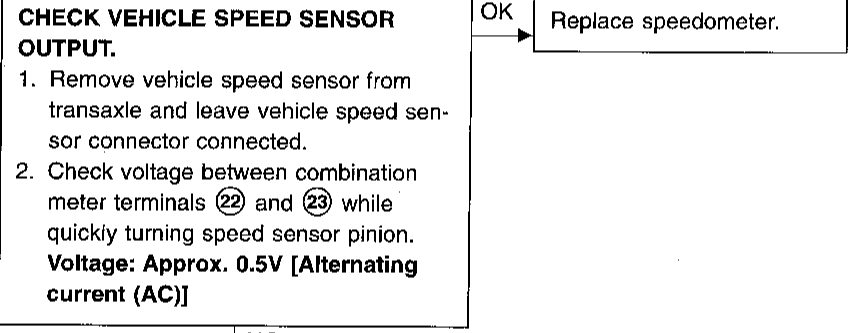 CHECK VEHICLE SPEED SENSOR
OUTPUT.
1. Remove vehicle speed sensor from
transaxle and leave vehicle speed sen-
sor connector connected.
2. Check voltage between combination
meter terminals ㉒ and ㉓ while
quickly turning speed sensor pinion.
Voltage: Approx. 0.5V [Alternating
current (AC)]
OK
Replace speedometer.